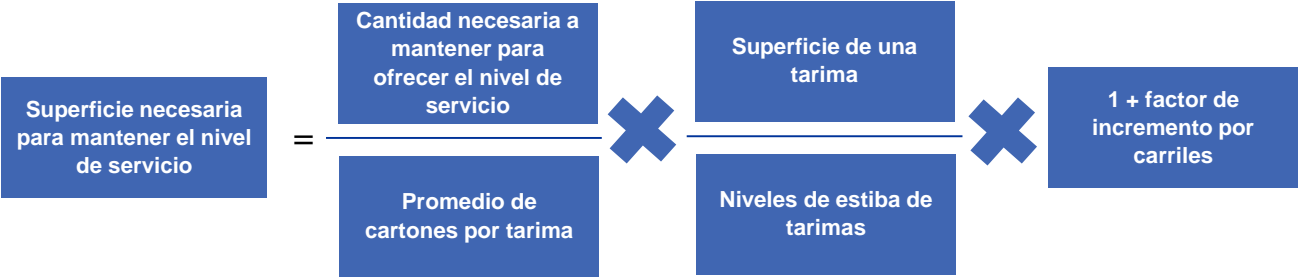 Superficie necesaria
para mantener el nivel
de servicio
=
Cantidad necesaria a
mantener para
ofrecer el nivel de
servicio
Promedio de
cartones por tarima
Superficie de una
tarima
Niveles de estiba de
tarimas
1 + factor de
incremento por
carriles